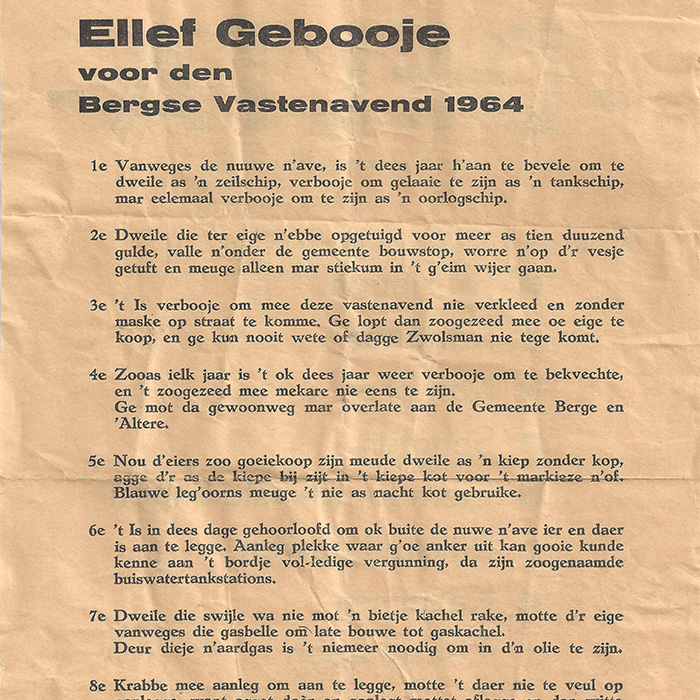 Ellef Gebooje
voor den
Bergse Vastenavend 1964
1e Vanweges de nuuwe n'ave, is 't dees jaar h'aan te bevele om te
dweile as 'n zeilschip, verbooje om gelaaie te zijn as 'n tankschip,
mar eelemaal verbooje om te zijn as 'n oorlogschip.
2e Dweile die ter eige n'ebbe opgetuigd voor meer as tien duuzend
gulde, valle n'onder de gemeente bouwstop, worre n'op d'r vesje
getuft en meuge alleen mar stiekum in 't g'eim wijer gaan.
3e 't Is verbooje om mee deze vastenavend nie verkleed en zonder
maske op straat te komme. Ge lopt dan zoogezeed mee oe eige te
koop, en ge kun nooit wete of dagge Zwolsman nie tege komt.
4e Zooas ielk jaar is 't ok dees jaar weer verbooje om te bekvechte,
en 't zoogezeed mee mekare nie eens te zijn.
Ge mot da gewoonweg mar overlate aan de Gemeente Berge en
'Altere.
5e Nou d'eiers zoo goeiekoop zijn meude dweile as 'n kiep zonder kop,
agge d'r as de kiepe bij zijt in 't kiepe kot voor 't markieze n'of.
Blauwe leg'oorns meuge 't nie as nacht kot gebruike.
6e 't Is in dees dage gehoorloofd om ok buite de nuwe n'ave ier en daer
is aan te legge. Aanleg plekke waar g'oe anker uit kan gooie kunde
kenne aan 't bordje vol-ledige vergunning, da zijn zoogenaamde
buiswatertankstations.
7e Dweile die swijle wa nie mot 'n bietje kachel rake, motte d'r eige
vanweges die gasbelle om late bouwe tot gaskachel.
Deur dieje n'aardgas is 't niemeer noodig om in d'n olie te zijn.
8e Krabbe mee aanleg om aan te legge, motte 't daer nie te veul op